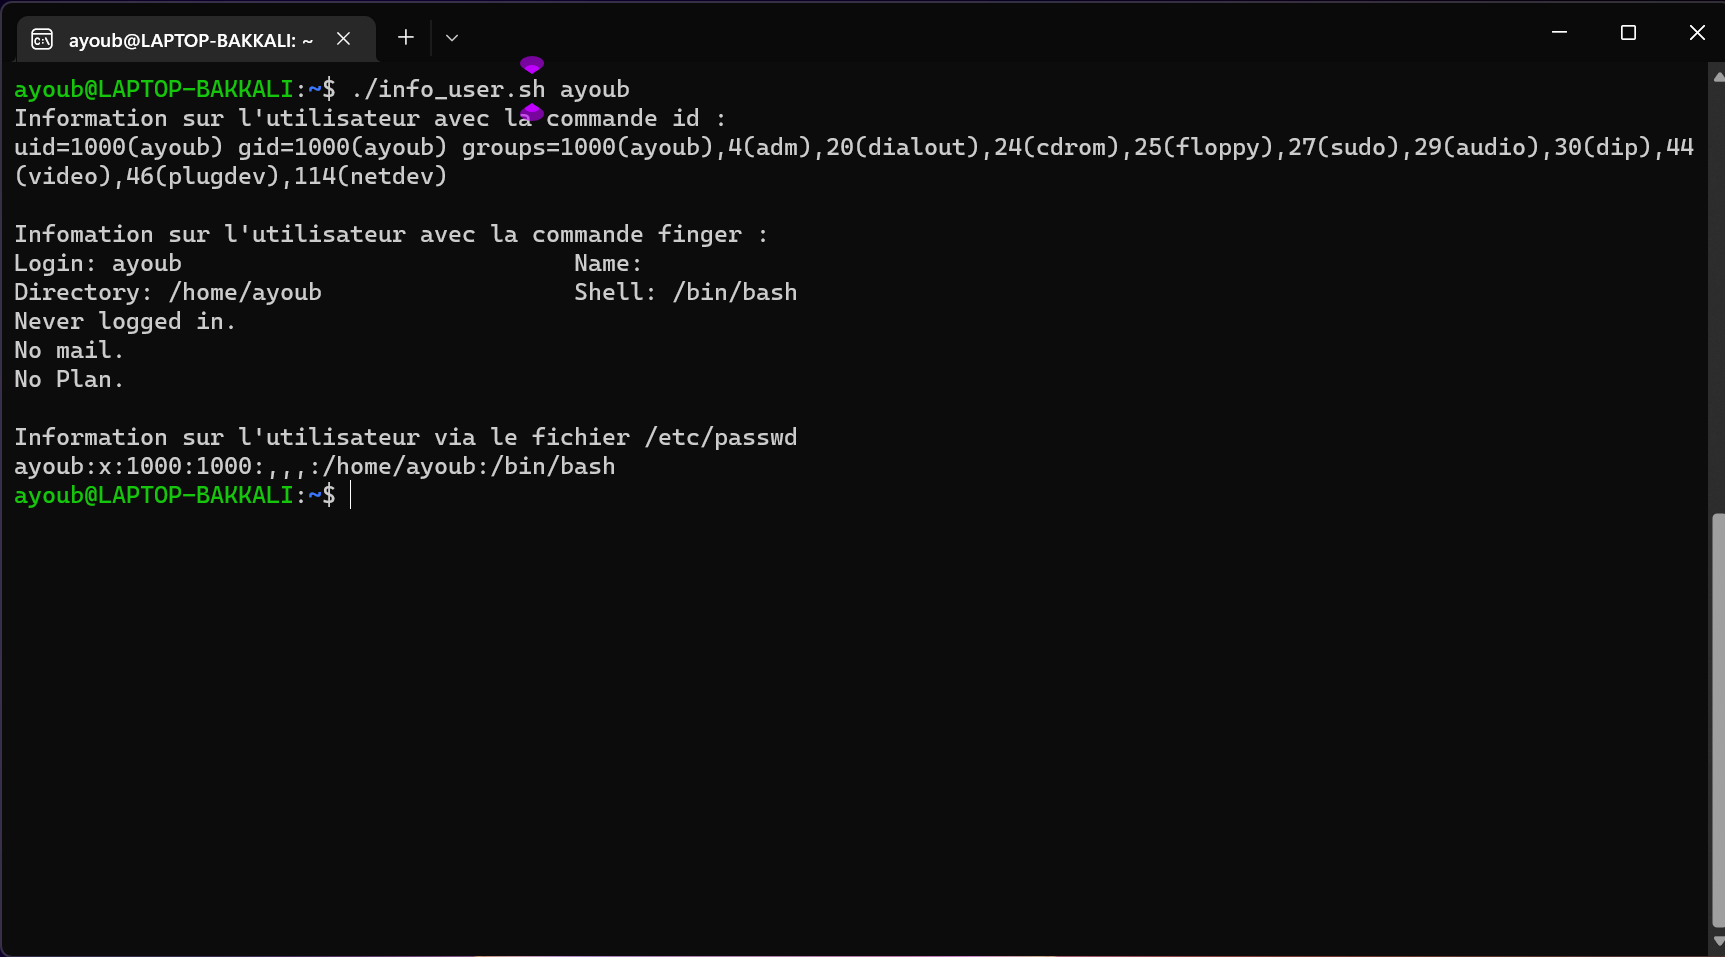 ayoub@LAPTOP-BAKKALI: ~
ayoub@LAPTOP-BAKKALI:~$ ./info_user.sh ayoub
Information sur l'utilisateur avec la commande id :
uid=1000(ayoub) gid=1000(ayoub) groups=1000(ayoub),4(adm),20(dialout),24(cdrom),25(floppy),27(sudo),29(audio),30(dip),44
(video),46(plugdev),114(netdev)
Infomation sur l'utilisateur avec la commande finger :
Login: ayoub Name:
Directory: /home/ayoub Shell: /bin/bash
Never logged in.
No mail.
No Plan.
Information sur l'utilisateur via le fichier /etc/passwd
ayoub:x:1000:1000:,,,:/home/ayoub:/bin/bash
ayoub@LAPTOP-BAKKALI:~$